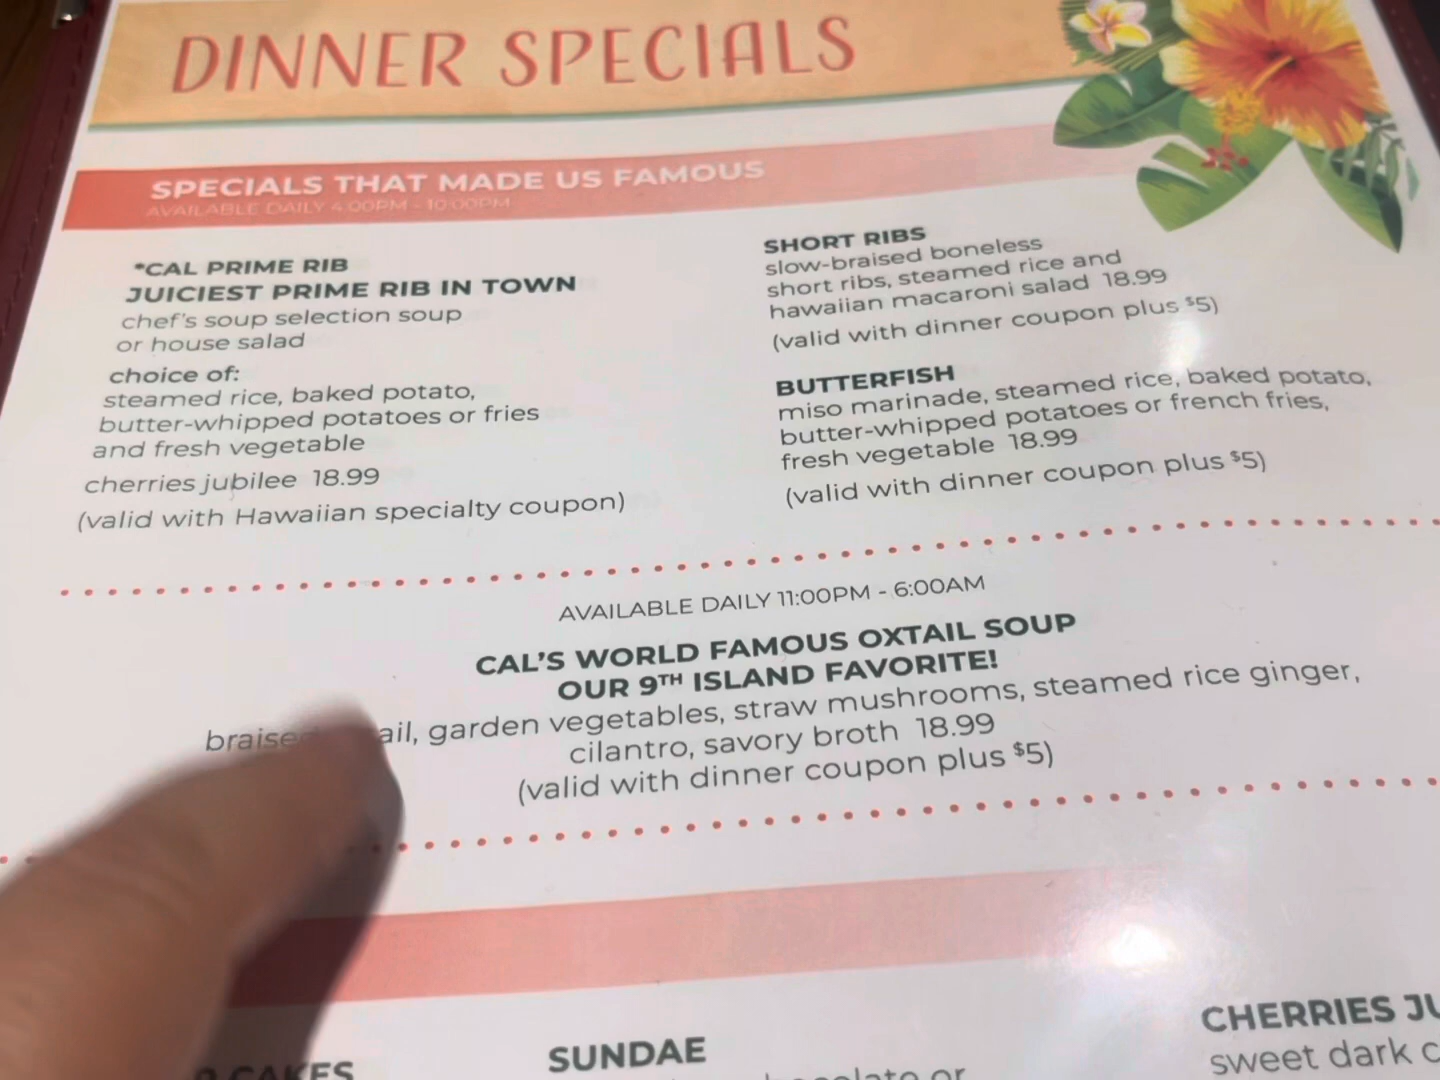 DINNER SPECIALS
SPECIALS THAT MADE US FAMOUS
AVAILABLE DAILY 4:00PM - 10:00PM
*CAL PRIME RIB
JUICIEST PRIME RIB IN TOWN
chef's soup selection soup
or house salad
choice of:
steamed rice, baked potato,
butter-whipped potatoes or fries
and fresh vegetable
cherries jubilee 18.99
(valid with Hawaiian specialty coupon)
SHORT RIBS
slow-braised boneless
short ribs, steamed rice and
hawaiian macaroni salad 18.99
(valid with dinner coupon plus $5)
BUTTERFISH
miso marinade, steamed rice, baked potato,
butter-whipped potatoes or french fries,
fresh vegetable 18.99
(valid with dinner coupon plus $5)
AVAILABLE DAILY 11:00PM - 6:00AM
CAL'S WORLD FAMOUS OXTAIL SOUP
OUR 9TH ISLAND FAVORITE!
garden vegetables, straw mushrooms, steamed rice ginger,
cilantro, savory broth 18.99
(valid with dinner coupon plus $5)
CAKES
SUNDAE
or
CHERRIES
sweet dark